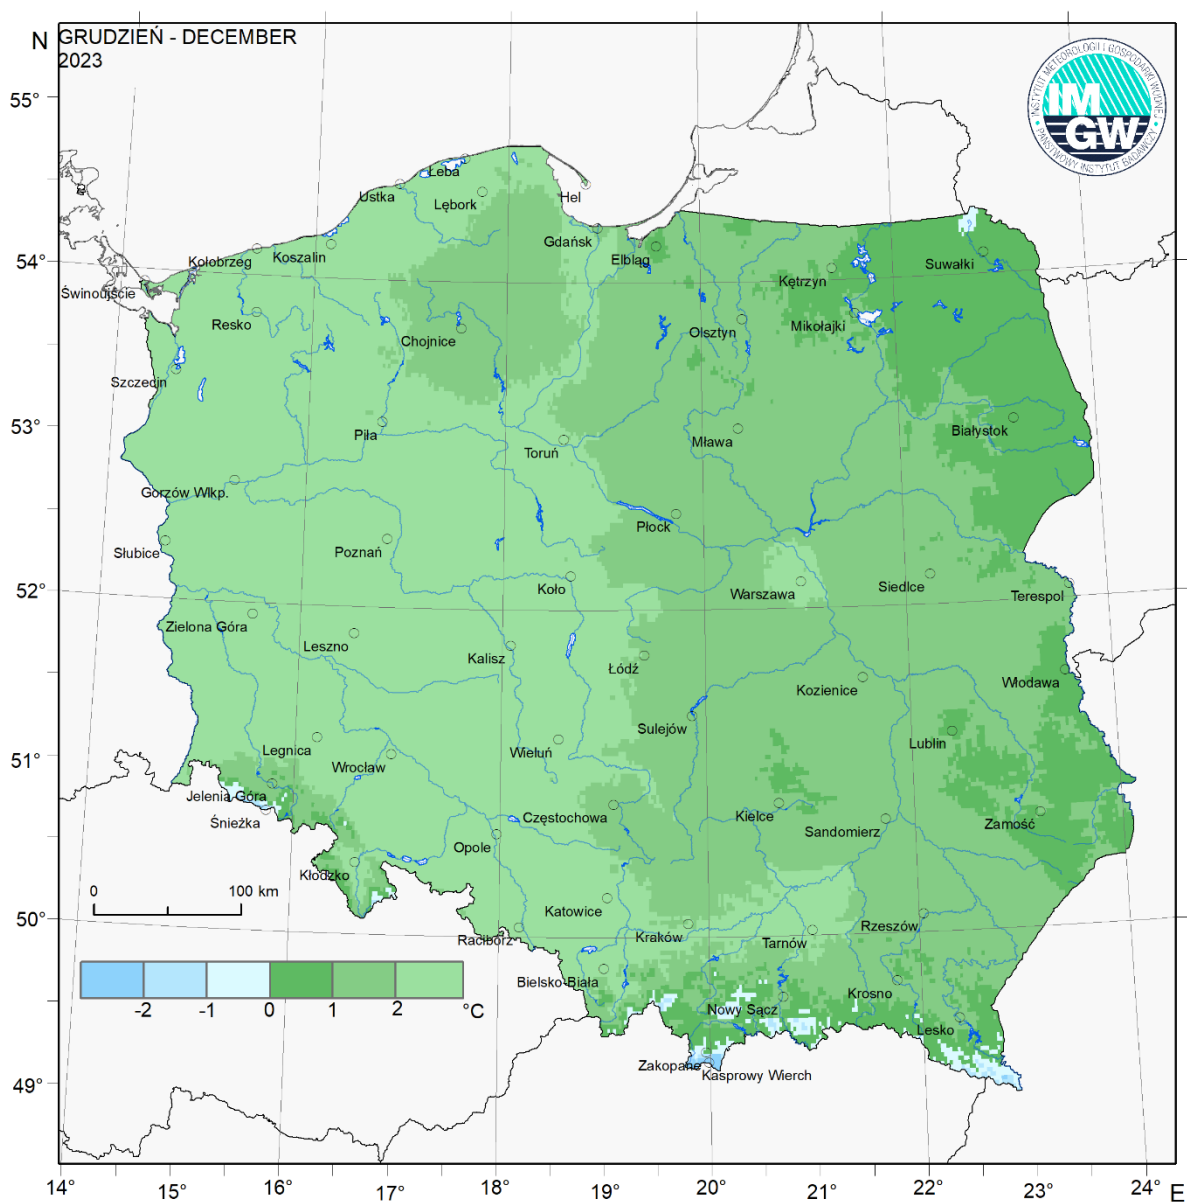 GRUDZIEŃ - DECEMBER
2023
N
INSTYTUT METEOROLOGII I GOSPODARKI WODNEJ
IM
GW
PAŃSTWOWY INSTYTUT BADAWCZY
55°
Łeba
Ustka
Hel
Lębork
Gdańsk
Elbląg
54°
Kołobrzeg
Koszalin
Suwałki
Kętrzyn
Świnoujście
Resko
Mikołajki
Olsztyn
Chojnice
Szczecin
53°
Piła
Białystok
Mława
Toruń
Gorzów Wlkp.
Płock
Słubice
Poznań
52°
Koło
Warszawa
Siedlce
Terespol
Zielona Góra
Leszno
Kalisz
Łódź
Kozienice
Włodawa
Sulejów
51°
Legnica
Wrocław
Wieluń
Lublin
Jelenia Góra
Śnieżka
Częstochowa
Kielce
Sandomierz
Zamość
Opole
Kłodzko
0
100 km
50°
Katowice
Racibórz
Kraków
Tarnów
Rzeszów
Bielsko-Biała
Krosno
Nowy Sącz
-2
-1
0
1
2
°C
Lesko
49°
Zakopane
Kasprowy Wierch
14°
15°
16°
17°
18°
19°
20°
21°
22°
23°
24°
E